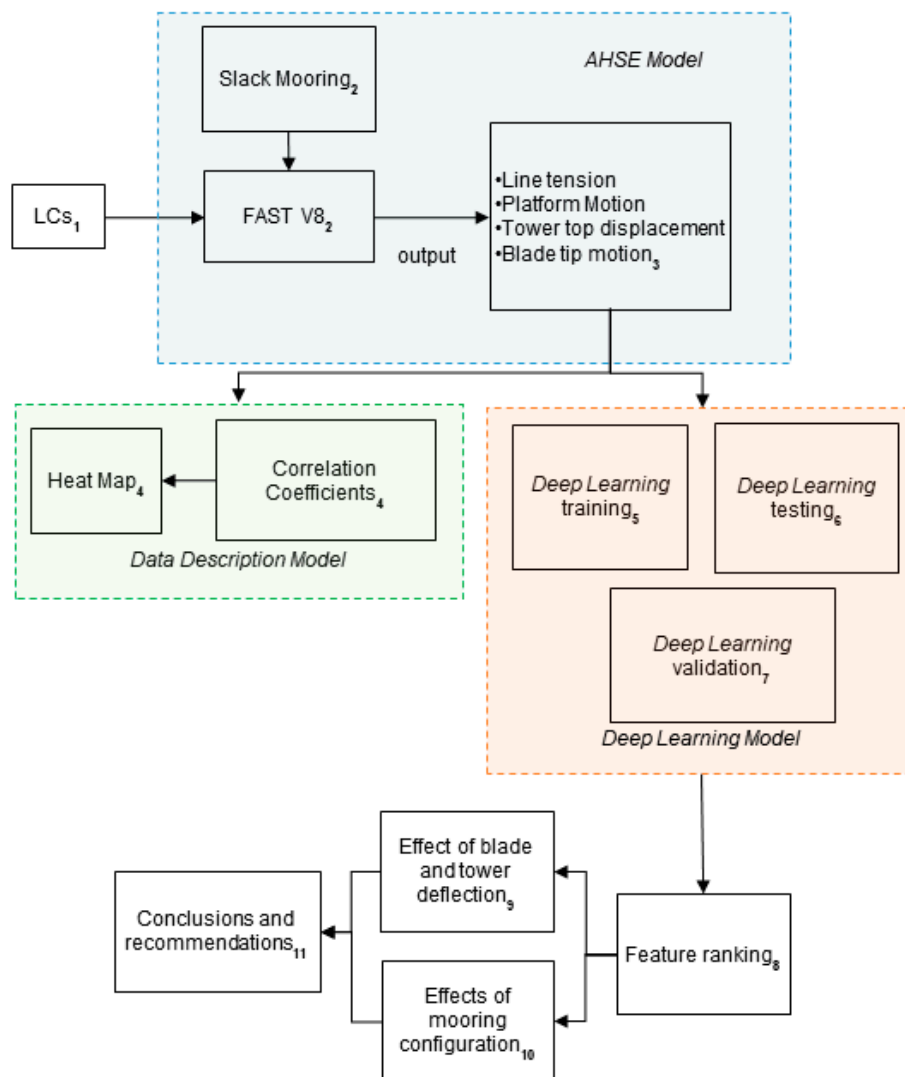 AHSE Model
Slack Mooring2
LCs1
FAST V82
output
•Line tension
•Platform Motion
•Tower top displacement
•Blade tip motion3
Heat Map4
Correlation
Coefficients4
Data Description Model
Deep Learning
training5
Deep Learning
testing6
Deep Learning
validation7
Deep Learning Model
Effect of blade
and tower
deflection9
Conclusions and
recommendations11
Feature ranking8
Effects of
mooring
configuration10